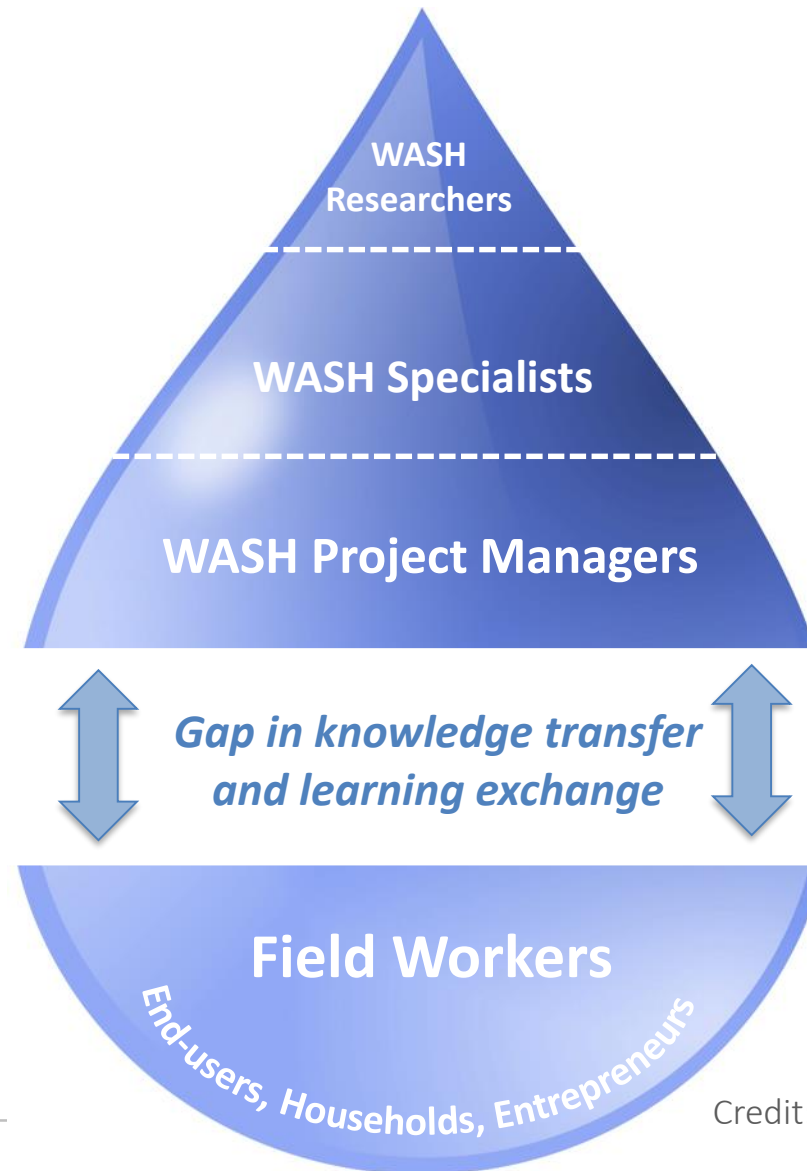 WASH
Researchers
WASH Specialists
WASH Project Managers
Gap in knowledge transfer
and learning exchange
Field Workers
End-users, Households, Entrepreneurs
Credit